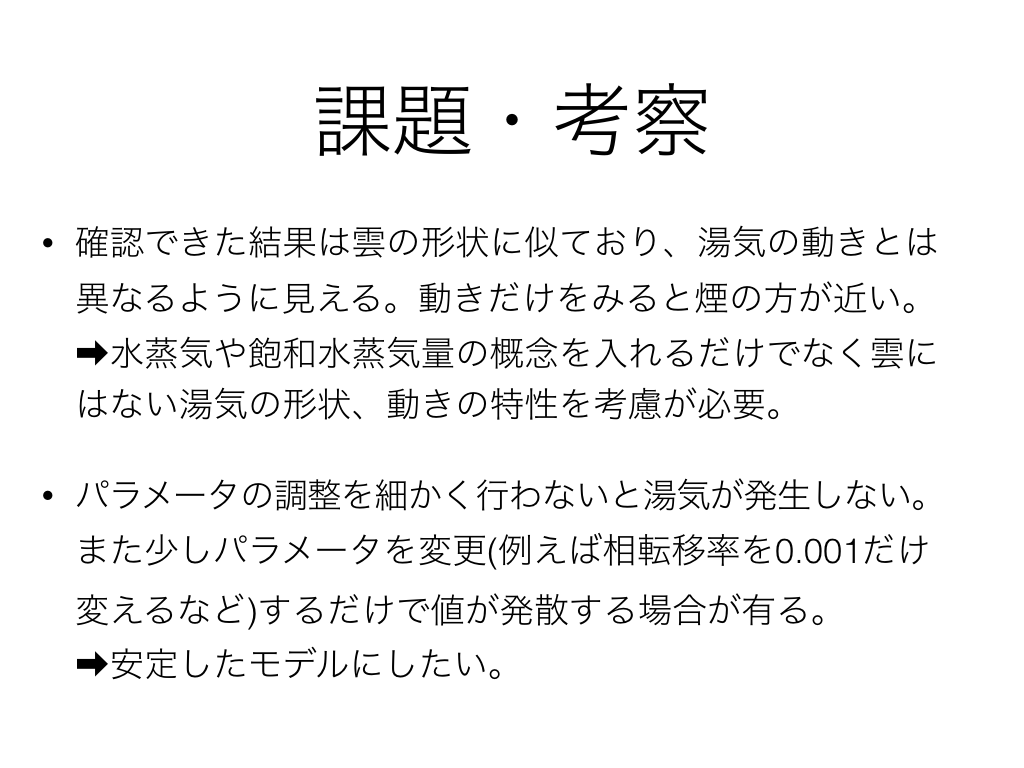 課題・考察
• 確認できた結果は雲の形状に似ており、湯気の動きとは
異なるように見える。動きだけをみると煙の方が近い。
➡水蒸気や飽和水蒸気量の概念を入れるだけでなく雲に
はない湯気の形状、動きの特性を考慮が必要。
• パラメータの調整を細かく行わないと湯気が発生しない。
また少しパラメータを変更(例えば相転移率を0.001だけ
変えるなど)するだけで値が発散する場合が有る。
➡安定したモデルにしたい。